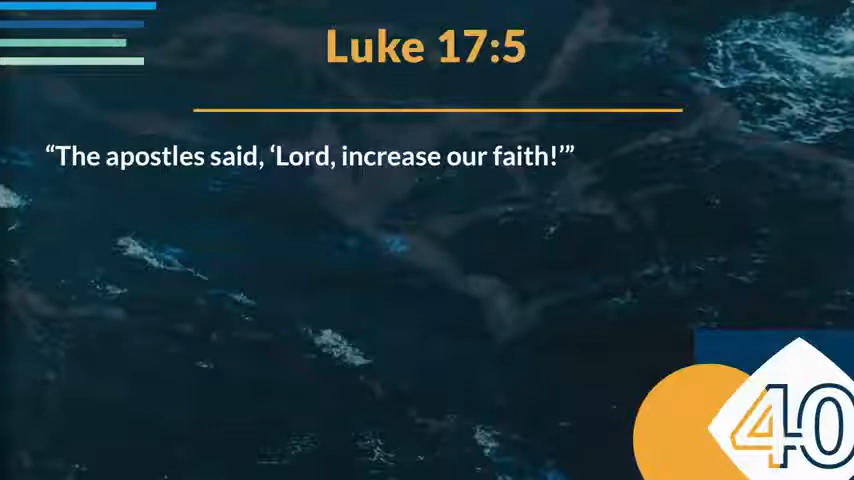 Luke 17:5
“The apostles said, ‘Lord, increase our faith!’”
40